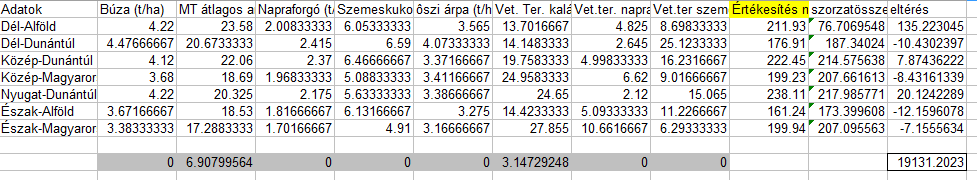 Adatok Búza (t/ha) MT átlagos a Napraforgó (t/ Szemeskuko őszi árpa (t/h Vet. Ter. kalá Vet.ter. napra Vet.ter szem Értékesítés n szorzatössze eltérés
Dél-Alföld 4.22 23.58 2.00833333 6.05333333 3.565 13.7016667 4.825 8.69833333 211.93 76.7069548 135.223045
Dél-Dunántúl 4.47666667 20.6733333 2.415 6.59 4.07333333 14.1483333 2.645 25.1233333 176.91 187.34024 -10.4302397
Közép-Dunántúl 4.12 22.06 2.37 6.46666667 3.37166667 19.7583333 4.99833333 16.2316667 222.45 214.575638 7.87436222
Közép-Magyaror 3.68 18.69 1.96833333 5.08833333 3.41166667 24.9583333 6.62 9.01666667 199.23 207.661613 -8.43161339
Nyugat-Dunántúl 4.22 20.325 2.175 5.63333333 3.38666667 24.65 2.12 15.065 238.11 217.985771 20.1242289
Észak-Alföld 3.67166667 18.53 1.81666667 6.13166667 3.275 14.4233333 5.09333333 11.2266667 161.24 173.399608 -12.1596078
Észak-Magyaror 3.38333333 17.2883333 1.70166667 4.91 3.16666667 27.855 10.6616667 6.29333333 199.94 207.095563 -7.1555634
0 6.90799564 0 0 0 3.14729248 0 0 0 19131.2023